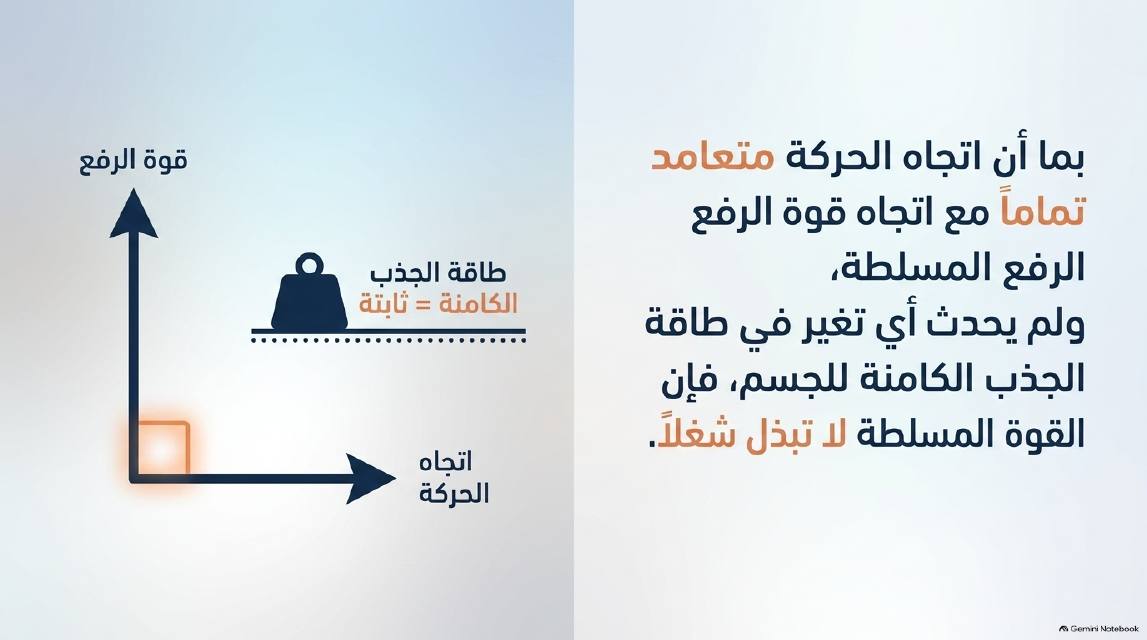 قوة الرفع
طاقة الجذب
الكامنة = ثابتة
اتجاه
الحركة
بما أن اتجاه الحركة متعامد
تماماً مع اتجاه قوة الرفع
الرفع المسلطة،
ولم يحدث أي تغير في طاقة
الجذب الكامنة للجسم، فإن
القوة المسلطة لا تبذل شغلاً.
Gemini Notebook